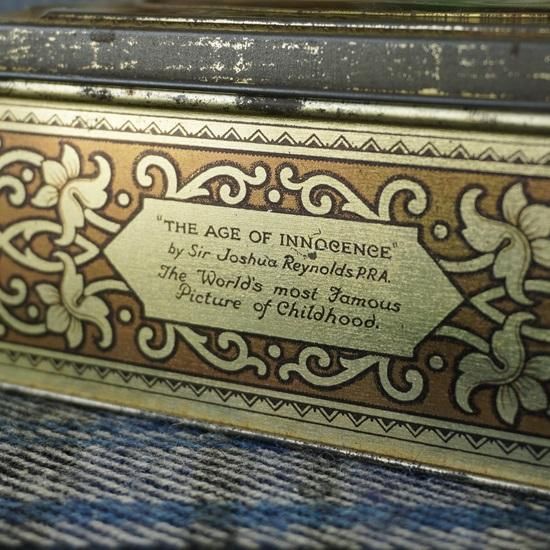 "THE AGE OF INNOCENCE"
by Sir Joshua Reynolds P.R.A.
The World's most Famous
Picture of Childhood.